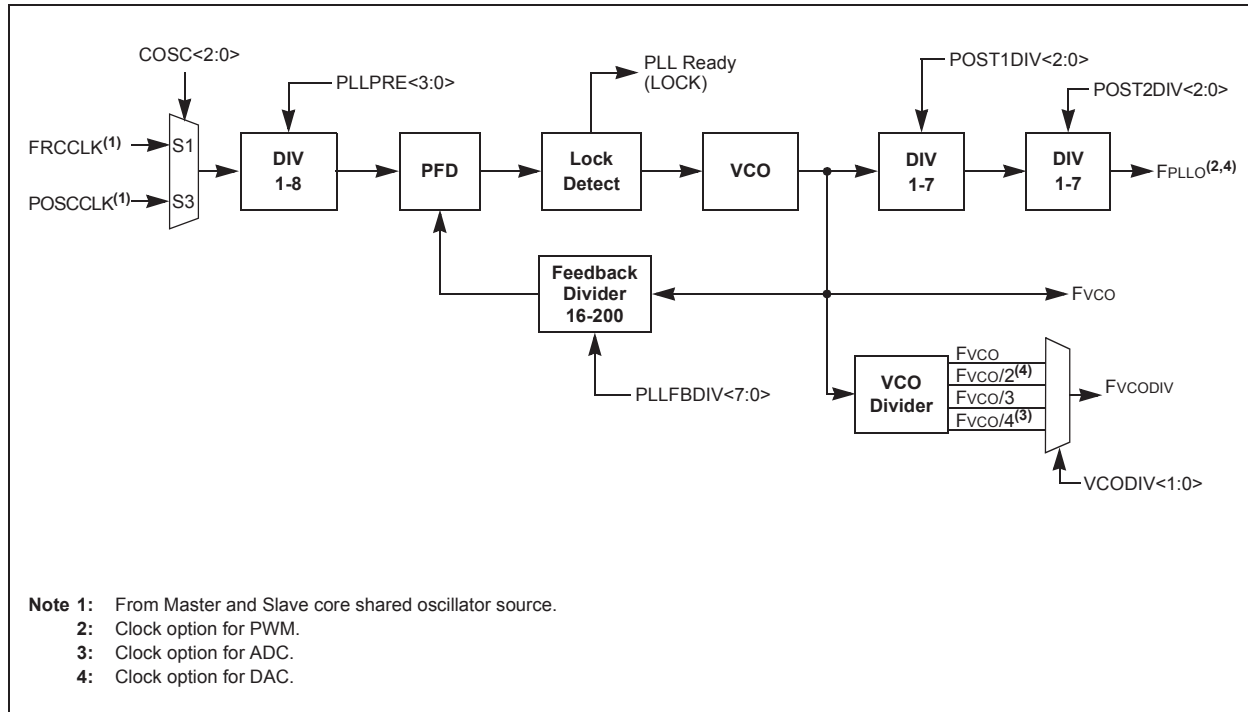 COSC<2:0>
PLLPRE<3:0>
PLL Ready
(LOCK)
POST1DIV<2:0>
POST2DIV<2:0>
FRCCLK(1)
S1
POSCCLK(1)
S3
DIV
1-8
PFD
Lock
Detect
VCO
DIV
1-7
DIV
1-7
FPLLO(2,4)
Feedback
Divider
16-200
FVCO
PLLFBDIV<7:0>
VCO
Divider
FVCO
FVCO/2(4)
FVCO/3
FVCO/4(3)
FVCODIV
VCODIV<1:0>
Note 1: From Master and Slave core shared oscillator source.
2: Clock option for PWM.
3: Clock option for ADC.
4: Clock option for DAC.